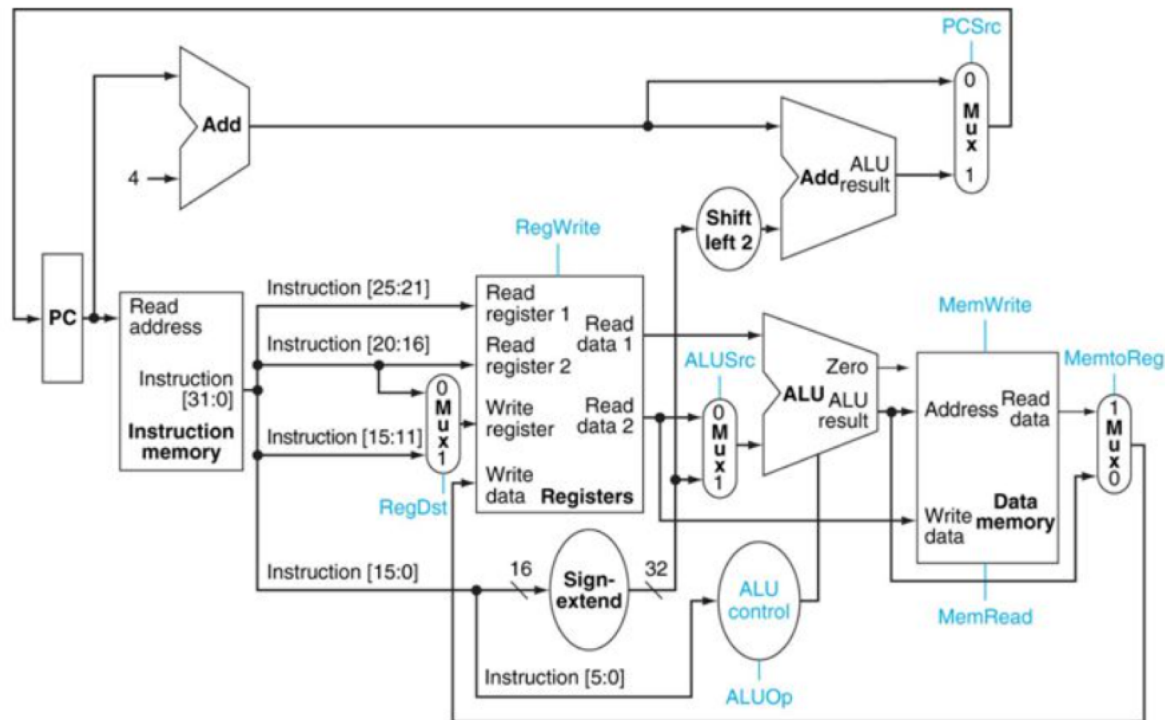 PCSrc
0
M
u
x
1
Add
4
Add
ALU
result
Shift
left 2
RegWrite
PC
Read
address
Instruction
[31:0]
Instruction
memory
Instruction [25:21]
Instruction [20:16]
Instruction [15:11]
Instruction [15:0]
0
M
u
x
1
RegDst
Read
register 1
Read
register 2
Write
register
Write
data
Read
data 1
Read
data 2
Registers
ALUSrc
0
M
u
x
1
Zero
ALU
ALU
result
MemWrite
Address
Read
data
Write
data
Data
memory
MemRead
MemtoReg
1
M
u
x
0
16
Sign-
extend
32
ALU
control
ALUOp
Instruction [5:0]